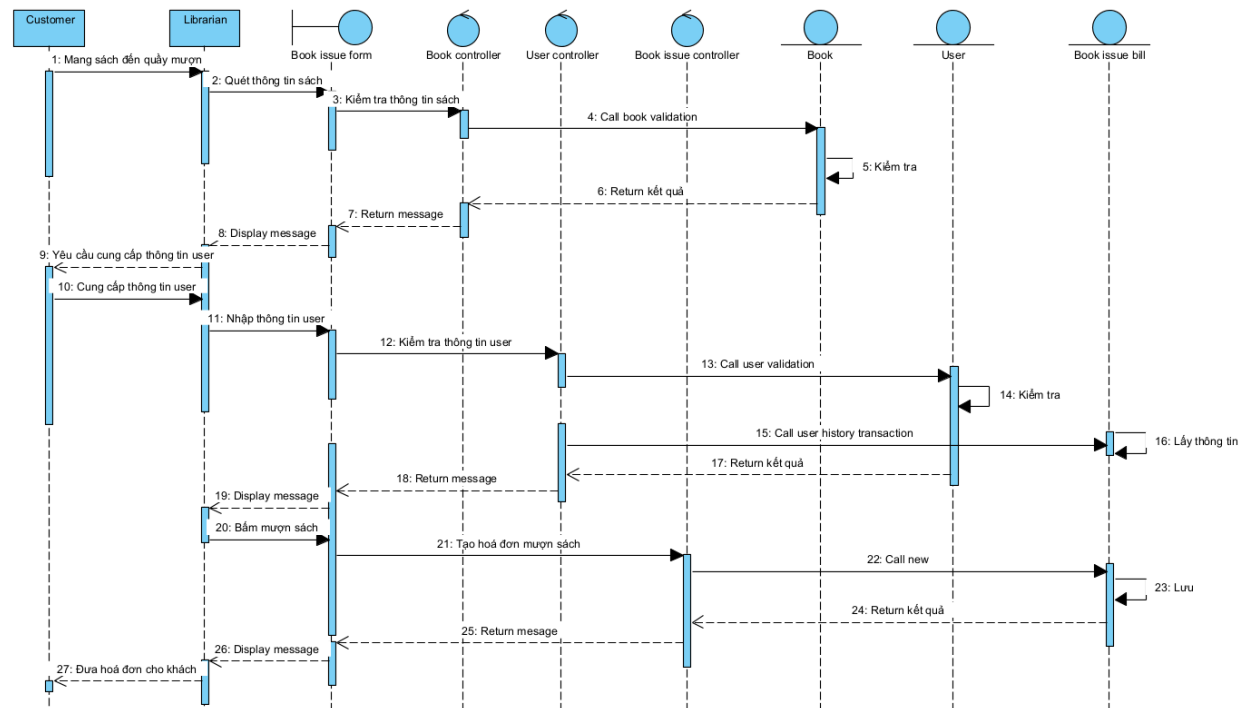 Customer
Librarian
Book issue form
Book controller
User controller
Book issue controller
Book
User
Book issue bill
1: Mang sách đến quầy mượn
2: Quét thông tin sách
3: Kiểm tra thông tin sách
4: Call book validation
5: Kiểm tra
6: Return kết quả
7: Return message
8: Display message
9: Yêu cầu cung cấp thông tin user
10: Cung cấp thông tin user
11: Nhập thông tin user
12: Kiểm tra thông tin user
13: Call user validation
14: Kiểm tra
15: Call user history transaction
16: Lấy thông tin
17: Return kết quả
18: Return message
19: Display message
20: Bấm mượn sách
21: Tạo hoá đơn mượn sách
22: Call new
23: Lưu
24: Return kết quả
25: Return mesage
26: Display message
27: Đưa hoá đơn cho khách